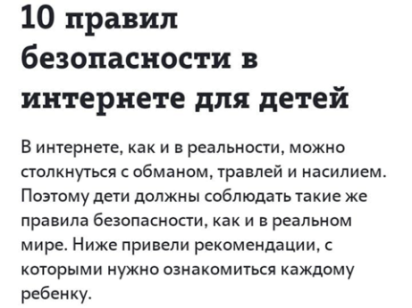 10 правил
безопасности в
интернете для детей
В интернете, как и в реальности, можно
столкнуться с обманом, травлей и насилием.
Поэтому дети должны соблюдать такие же
правила безопасности, как и в реальном
мире. Ниже привели рекомендации, с
которыми нужно ознакомиться каждому
ребенку.